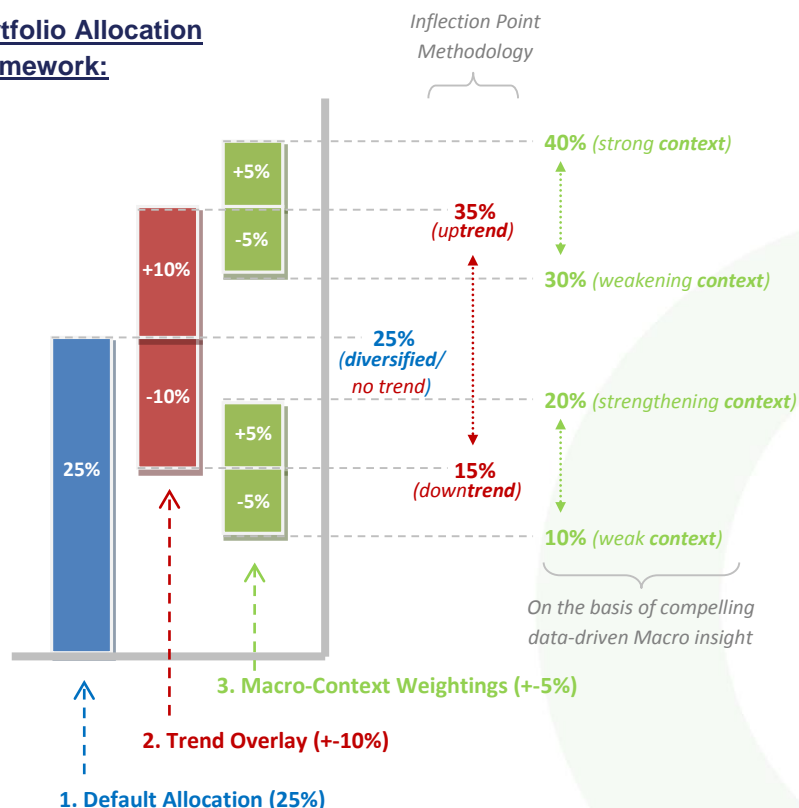 rtfolio Allocation
mework:
Inflection Point
Methodology
40% (strong context)
+5%
35%
(uptrend)
-5%
+10%
30% (weakening context)
25%
(diversified/
no trend)
-10%
20% (strengthening context)
+5%
25%
15%
(downtrend)
-5%
10% (weak context)
On the basis of compelling
data-driven Macro insight
3. Macro-Context Weightings (+-5%)
2. Trend Overlay (+-10%)
1. Default Allocation (25%)